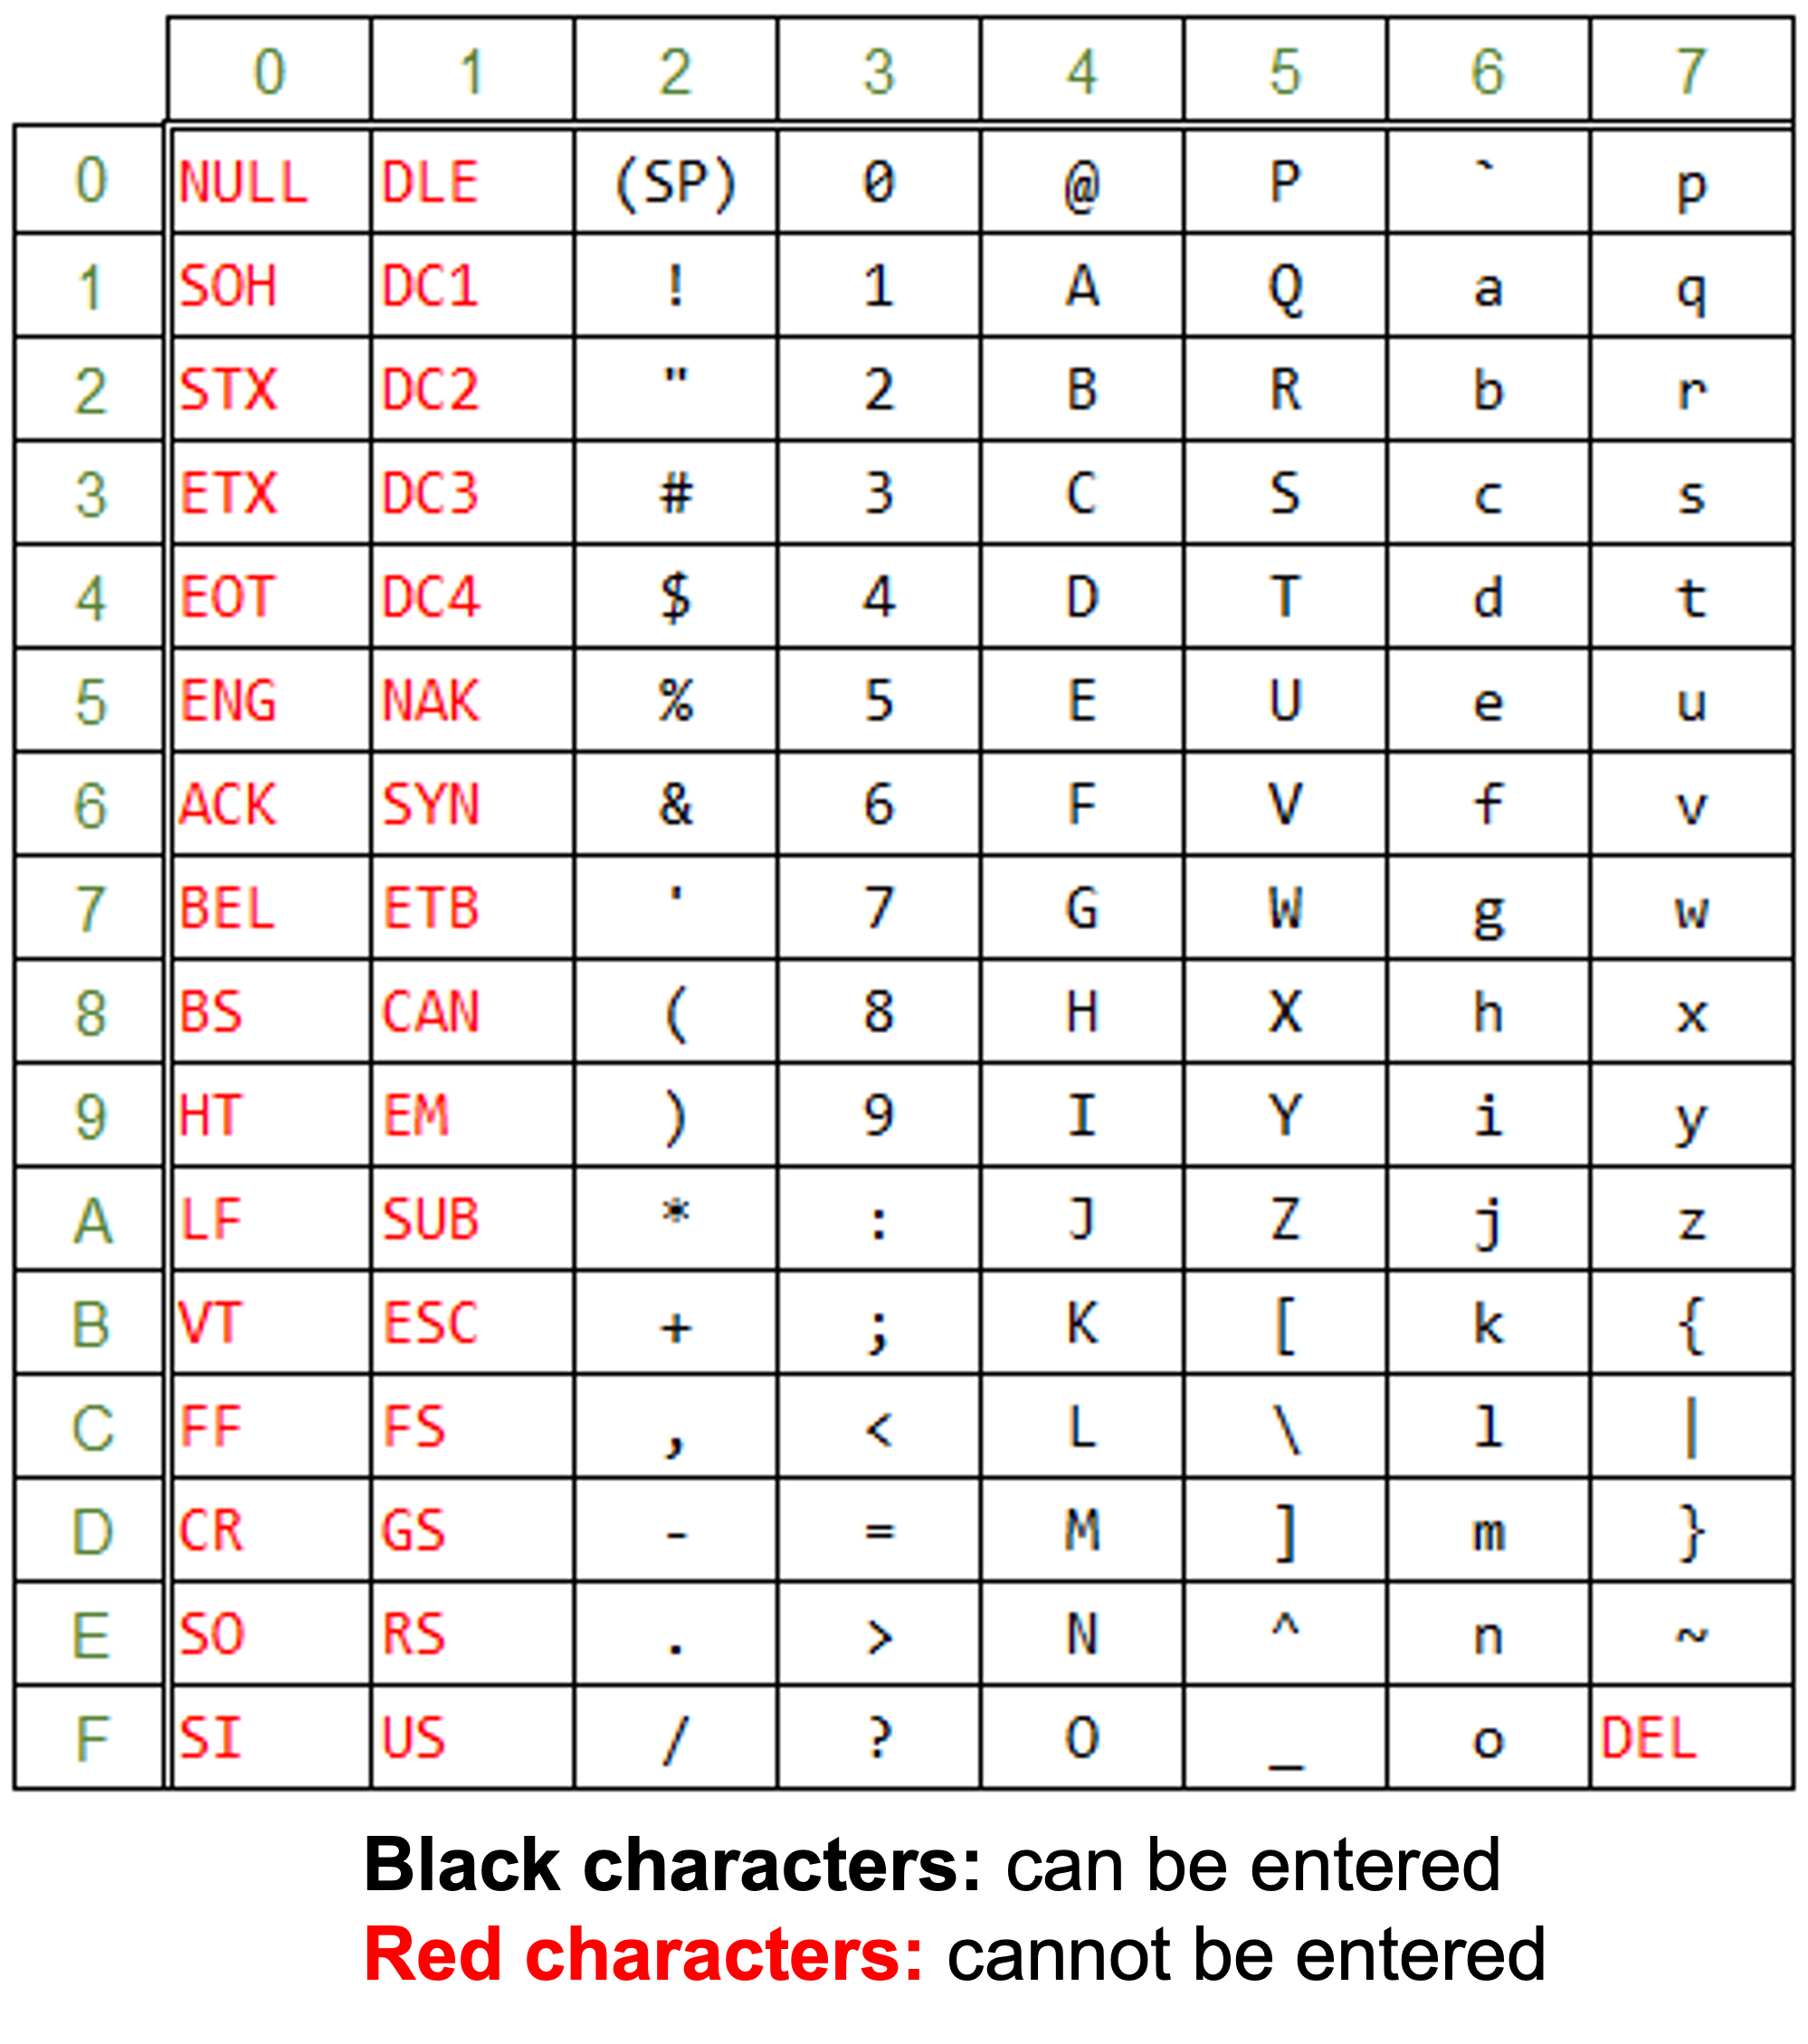 0 1 2 3 4 5 6 7
0 NULL DLE (SP) 0 @ P ` p
1 SOH DC1 ! 1 A Q a q
2 STX DC2 " 2 B R b r
3 ETX DC3 # 3 C S c s
4 EOT DC4 $ 4 D T d t
5 ENG NAK % 5 E U e u
6 ACK SYN & 6 F V f v
7 BEL ETB ' 7 G W g w
8 BS CAN ( 8 H X h x
9 HT EM ) 9 I Y i y
A LF SUB * : J Z j z
B VT ESC + ; K [ k {
C FF FS , < L \ l |
D CR GS - = M ] m }
E SO RS . > N ^ n ~
F SI US / ? O _ o DEL
Black characters: can be entered
Red characters: cannot be entered